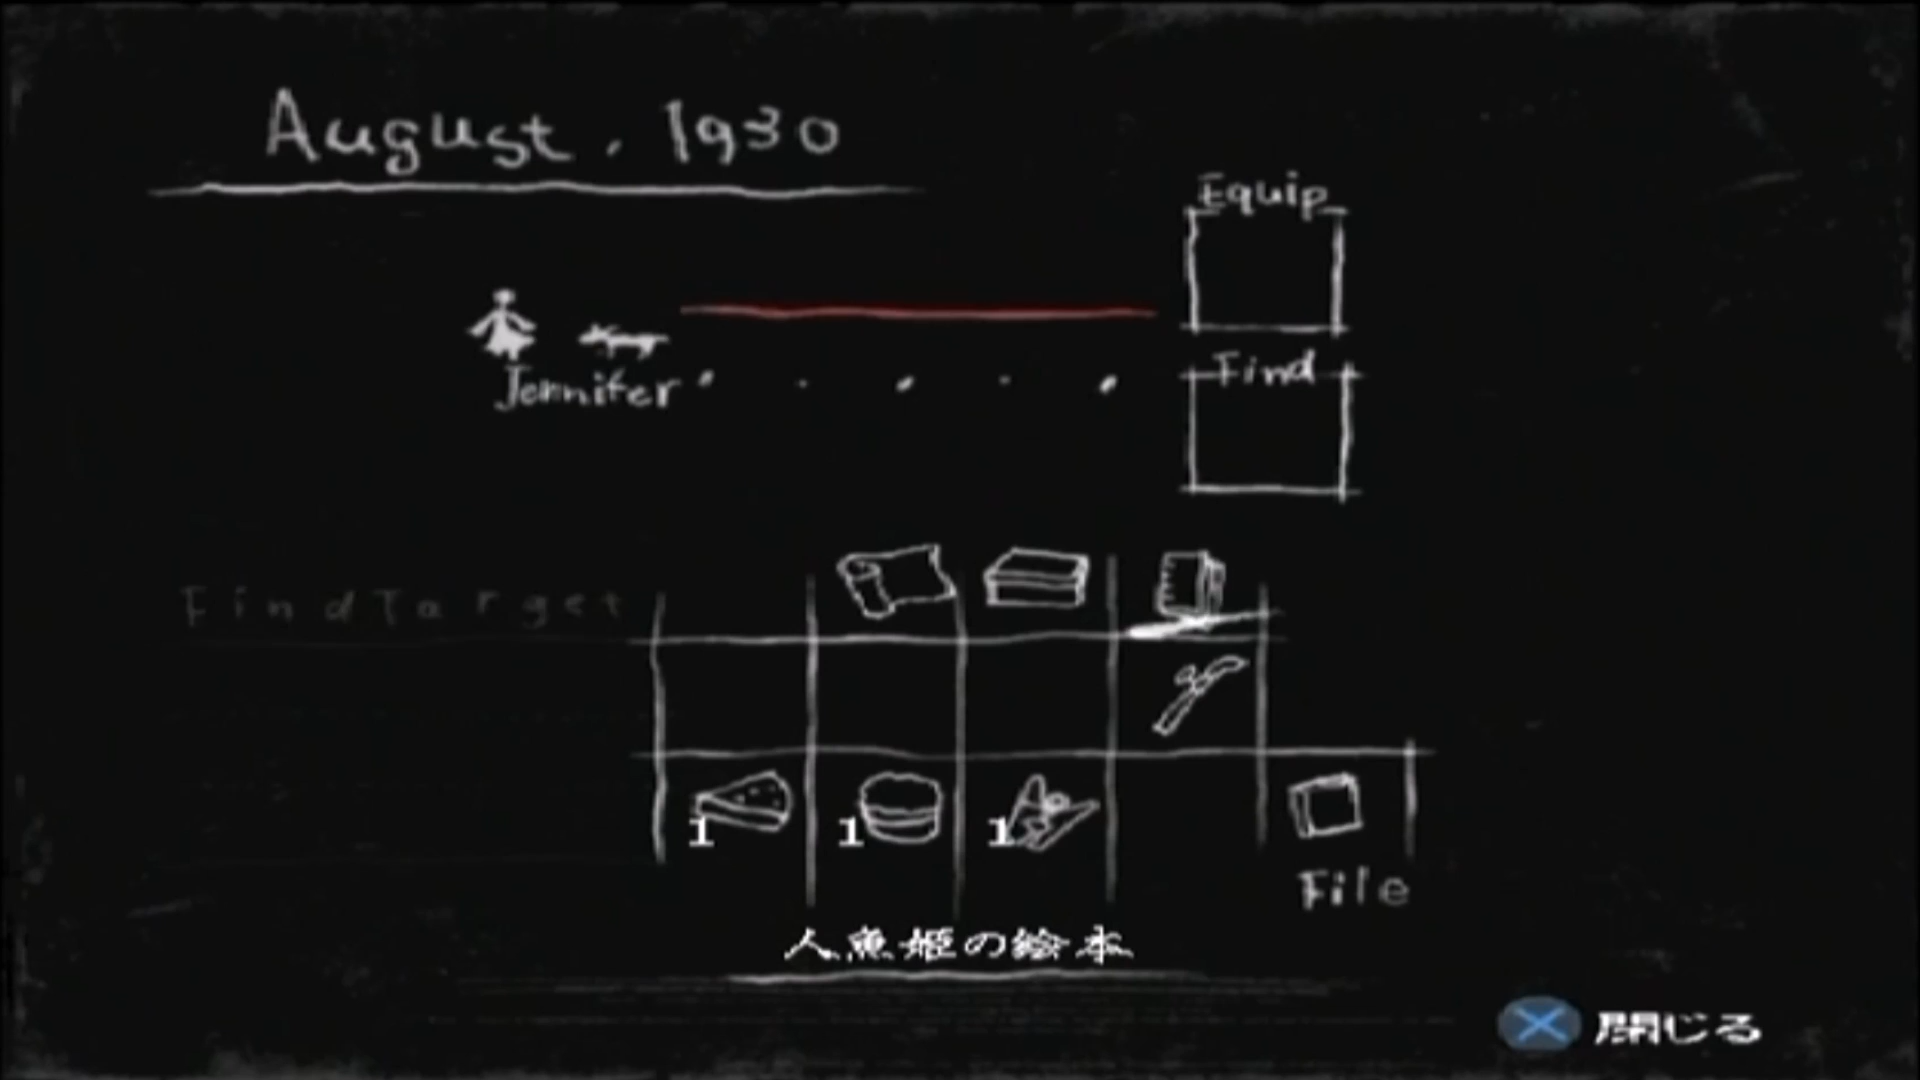 August. 1930
Equip
Find
Jennifer
FindTarget
1 1 1
File
人魚姫の絵本
閉じる